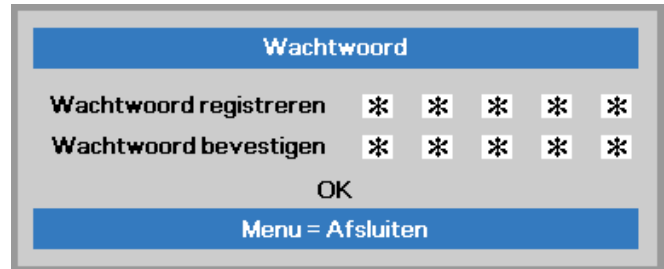 Wachtwoord
Wachtwoord registreren * * * * *
Wachtwoord bevestigen * * * * *
OK
Menu = Afsluiten